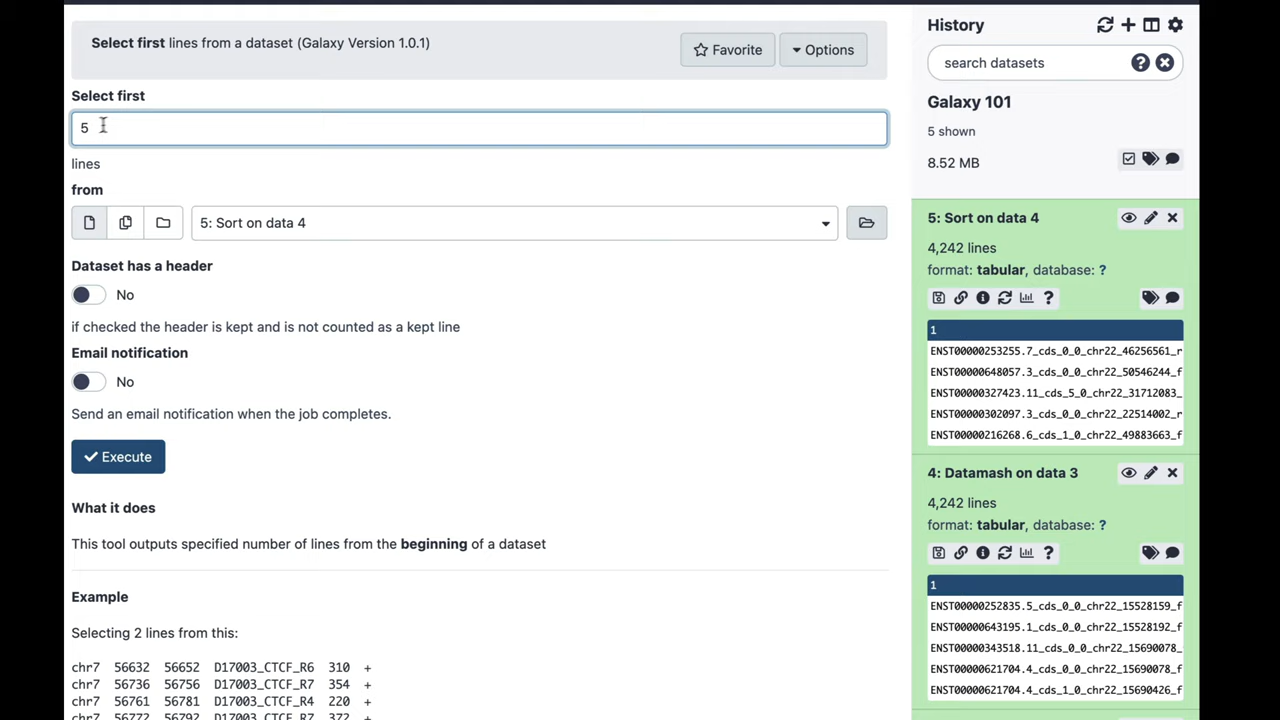 Select first lines from a dataset (Galaxy Version 1.0.1)
Favorite
Options
Select first
5
lines
from
5: Sort on data 4
Dataset has a header
No
if checked the header is kept and is not counted as a kept line
Email notification
No
Send an email notification when the job completes.
Execute
What it does
This tool outputs specified number of lines from the beginning of a dataset
Example
Selecting 2 lines from this:
chr7 56632 56652 D17003_CTCF_R6 310 +
chr7 56736 56756 D17003_CTCF_R7 354 +
chr7 56761 56781 D17003_CTCF_R4 220 +
chr7 56772 56792 D17003_CTCF_R7 372 +
History
search datasets
Galaxy 101
5 shown
8.52 MB
5: Sort on data 4
4,242 lines
format: tabular, database: ?
1
ENST00000253255.7_cds_0_0_chr22_46256561_r
ENST00000648057.3_cds_0_0_chr22_50546244_f
ENST00000327423.11_cds_5_0_chr22_31712083_
ENST00000302097.3_cds_0_0_chr22_22514002_r
ENST00000216268.6_cds_1_0_chr22_49883663_f
4: Datamash on data 3
4,242 lines
format: tabular, database: ?
1
ENST00000252835.5_cds_0_0_chr22_15528159_f
ENST00000643195.1_cds_0_0_chr22_15528192_f
ENST00000343518.11_cds_0_0_chr22_15690078_
ENST00000621704.4_cds_0_0_chr22_15690078_f
ENST00000621704.4_cds_1_0_chr22_15690426_f